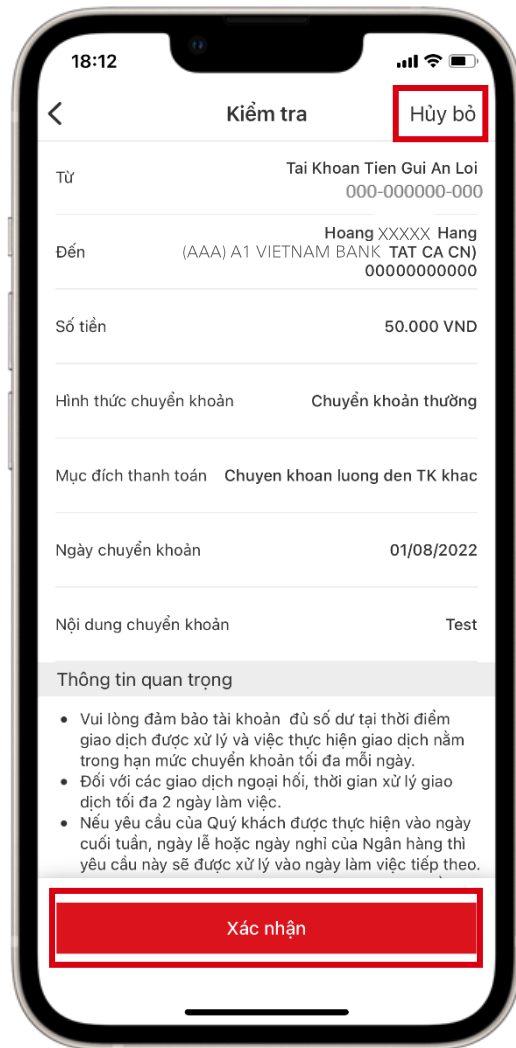 18:12
Kiểm tra
Hủy bỏ
Từ
Tai Khoan Tien Gui An Loi
000-000000-000
Đến
Hoang XXXXX Hang
(AAA) A1 VIETNAM BANK TAT CA CN)
00000000000
Số tiền
50.000 VND
Hình thức chuyển khoản
Chuyển khoản thường
Mục đích thanh toán
Chuyen khoan luong den TK khac
Ngày chuyển khoản
01/08/2022
Nội dung chuyển khoản
Test
Thông tin quan trọng
• Vui lòng đảm bảo tài khoản đủ số dư tại thời điểm
giao dịch được xử lý và việc thực hiện giao dịch nằm
trong hạn mức chuyển khoản tối đa mỗi ngày.
• Đối với các giao dịch ngoại hối, thời gian xử lý giao
dịch tối đa 2 ngày làm việc.
• Nếu yêu cầu của Quý khách được thực hiện vào ngày
cuối tuần, ngày lễ hoặc ngày nghỉ của Ngân hàng thì
yêu cầu này sẽ được xử lý vào ngày làm việc tiếp theo.
Xác nhận